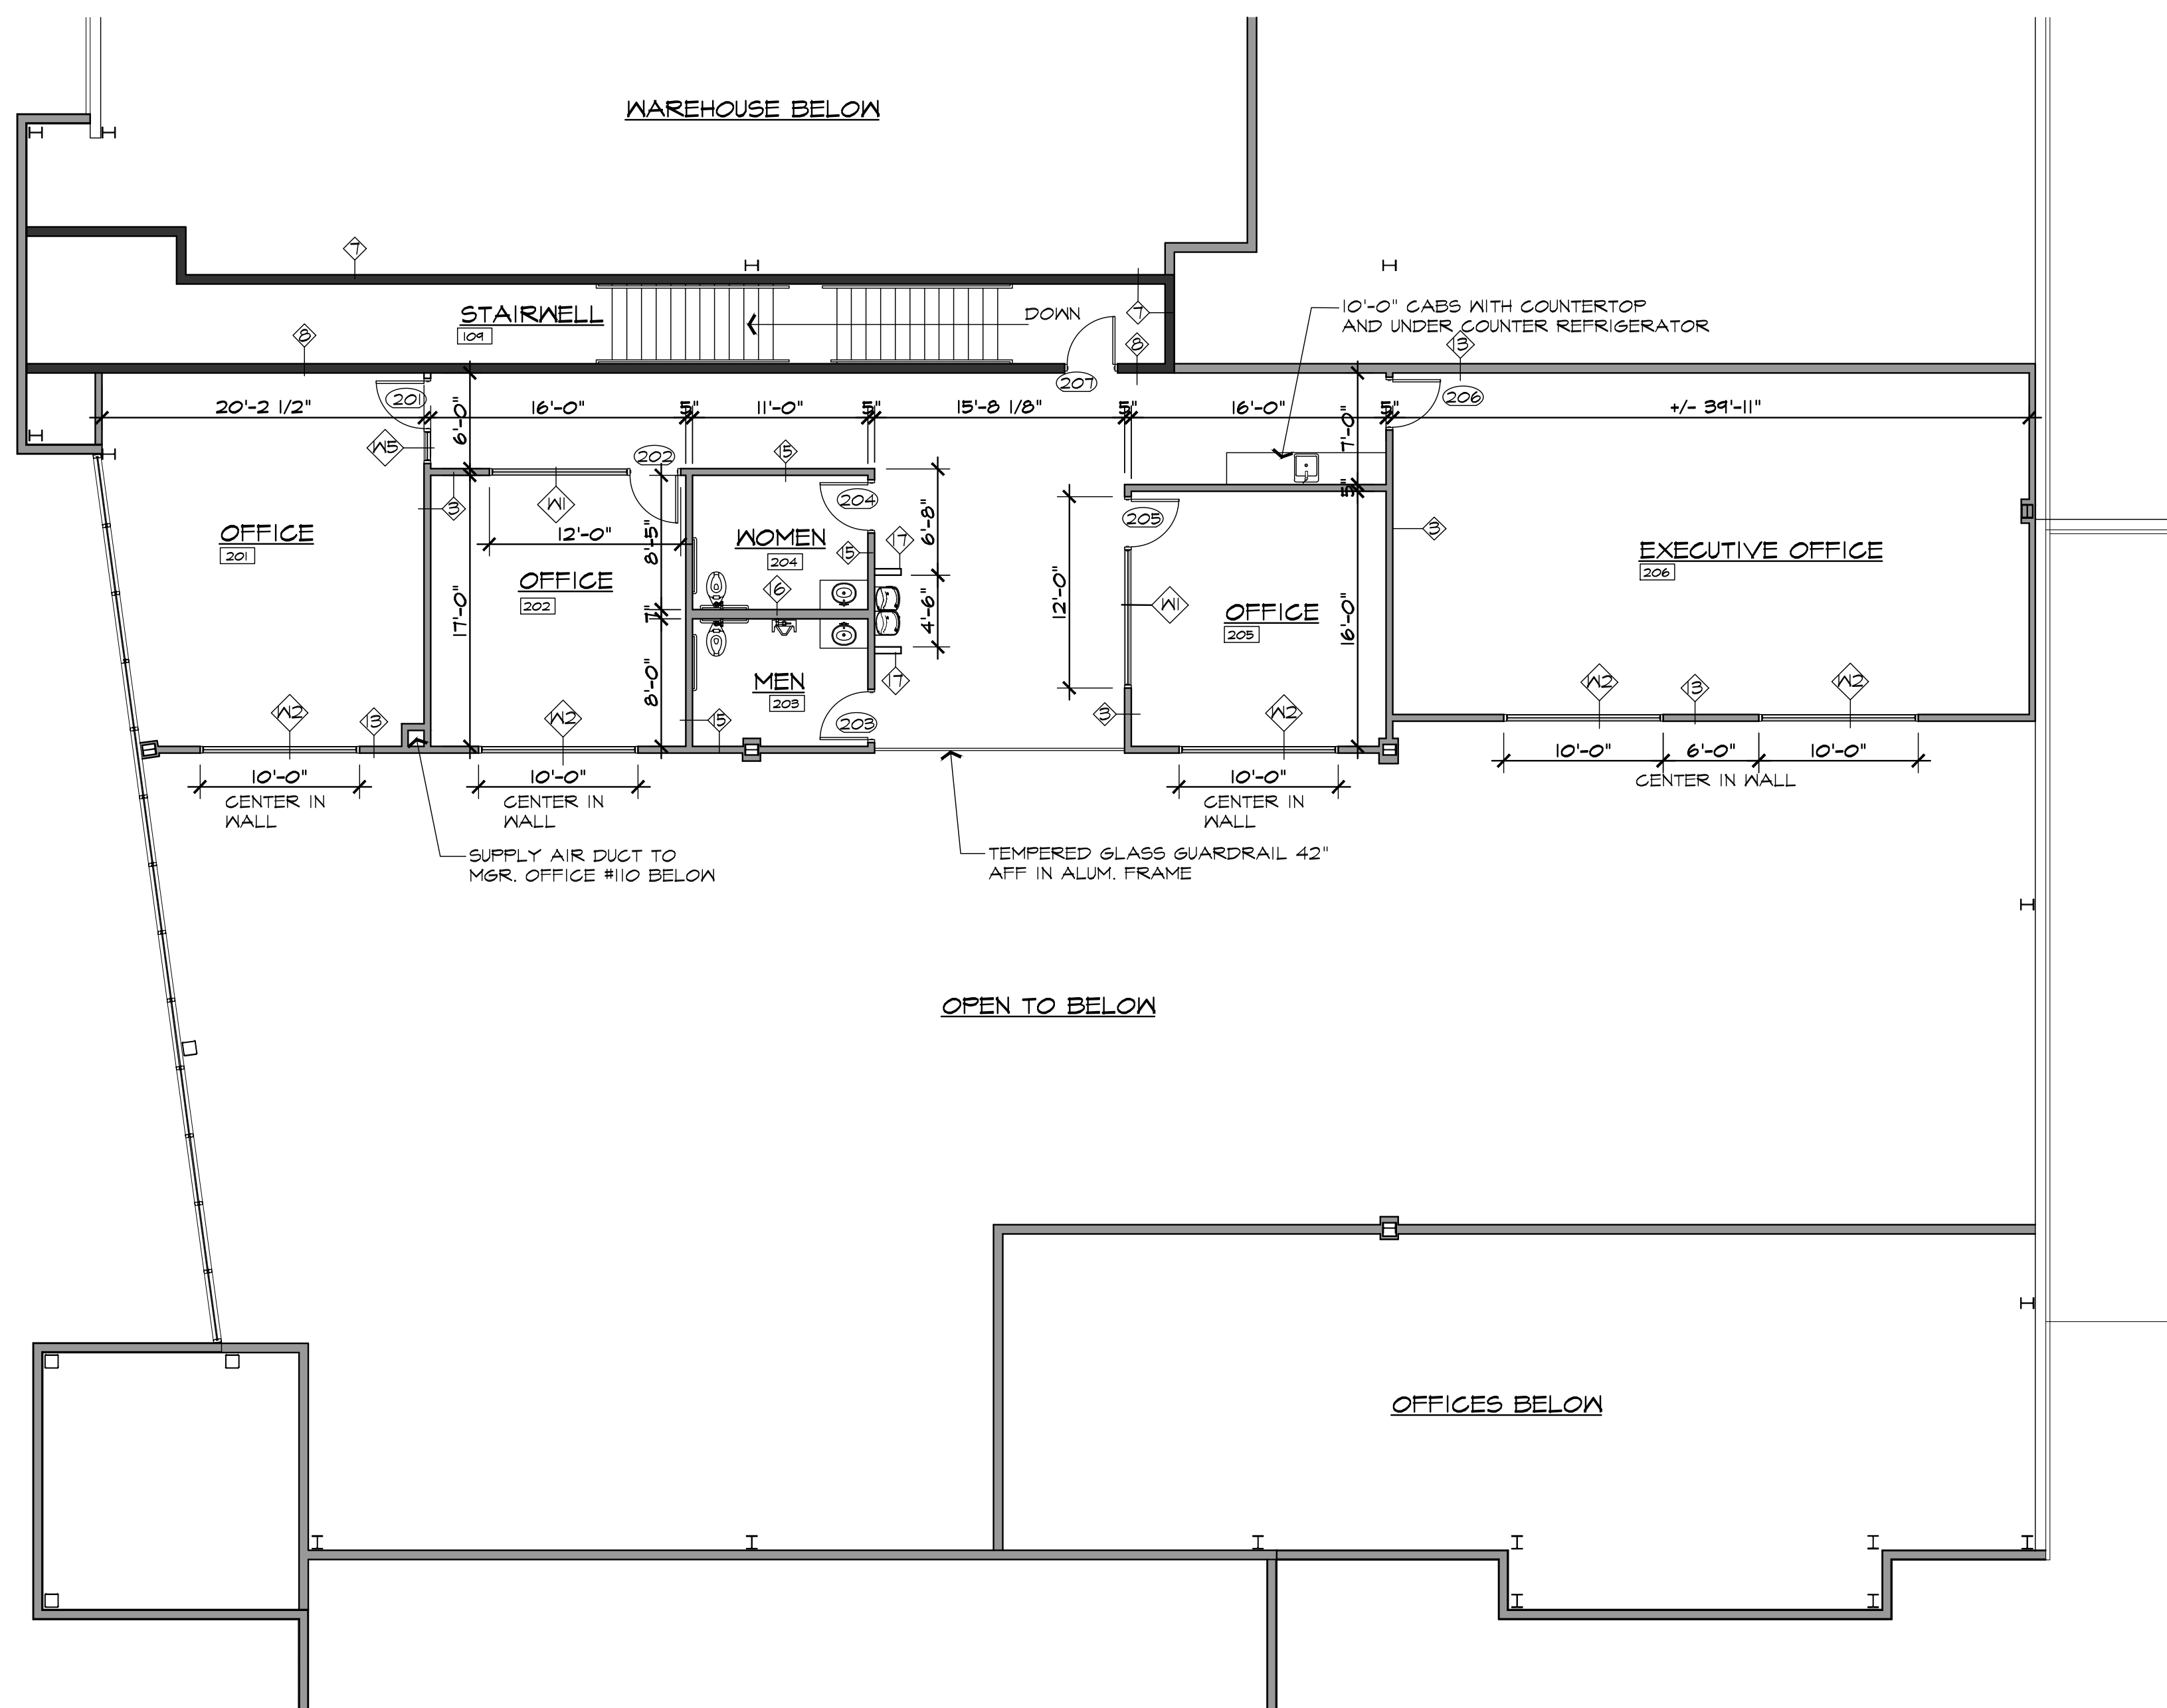 WAREHOUSE BELOW
7
10'-0" CABS WITH COUNTERTOP
AND UNDER COUNTER REFRIGERATOR
STAIRWELL
109
DOWN
7
8
8
13
207
201
206
20'-2 1/2"
6'-0"
16'-0"
5"
11'-0"
5"
15'-8 1/8"
5"
16'-0"
7'-0"
5"
+/- 39'-11"
W5
202
15
3
W1
204
5"
205
OFFICE
201
12'-0"
8'-5"
WOMEN
204
15
17
6'-8"
3
EXECUTIVE OFFICE
206
OFFICE
202
6
12'-0"
W1
17'-0"
7"
4'-6"
OFFICE
205
16'-0"
8'-0"
MEN
203
17
W2
13
W2
15
203
3
W2
W2
13
W2
10'-0"
CENTER IN
WALL
10'-0"
CENTER IN
WALL
10'-0"
CENTER IN
WALL
10'-0"
6'-0"
10'-0"
CENTER IN WALL
SUPPLY AIR DUCT TO
MGR. OFFICE #110 BELOW
TEMPERED GLASS GUARDRAIL 42"
AFF IN ALUM. FRAME
OPEN TO BELOW
OFFICES BELOW